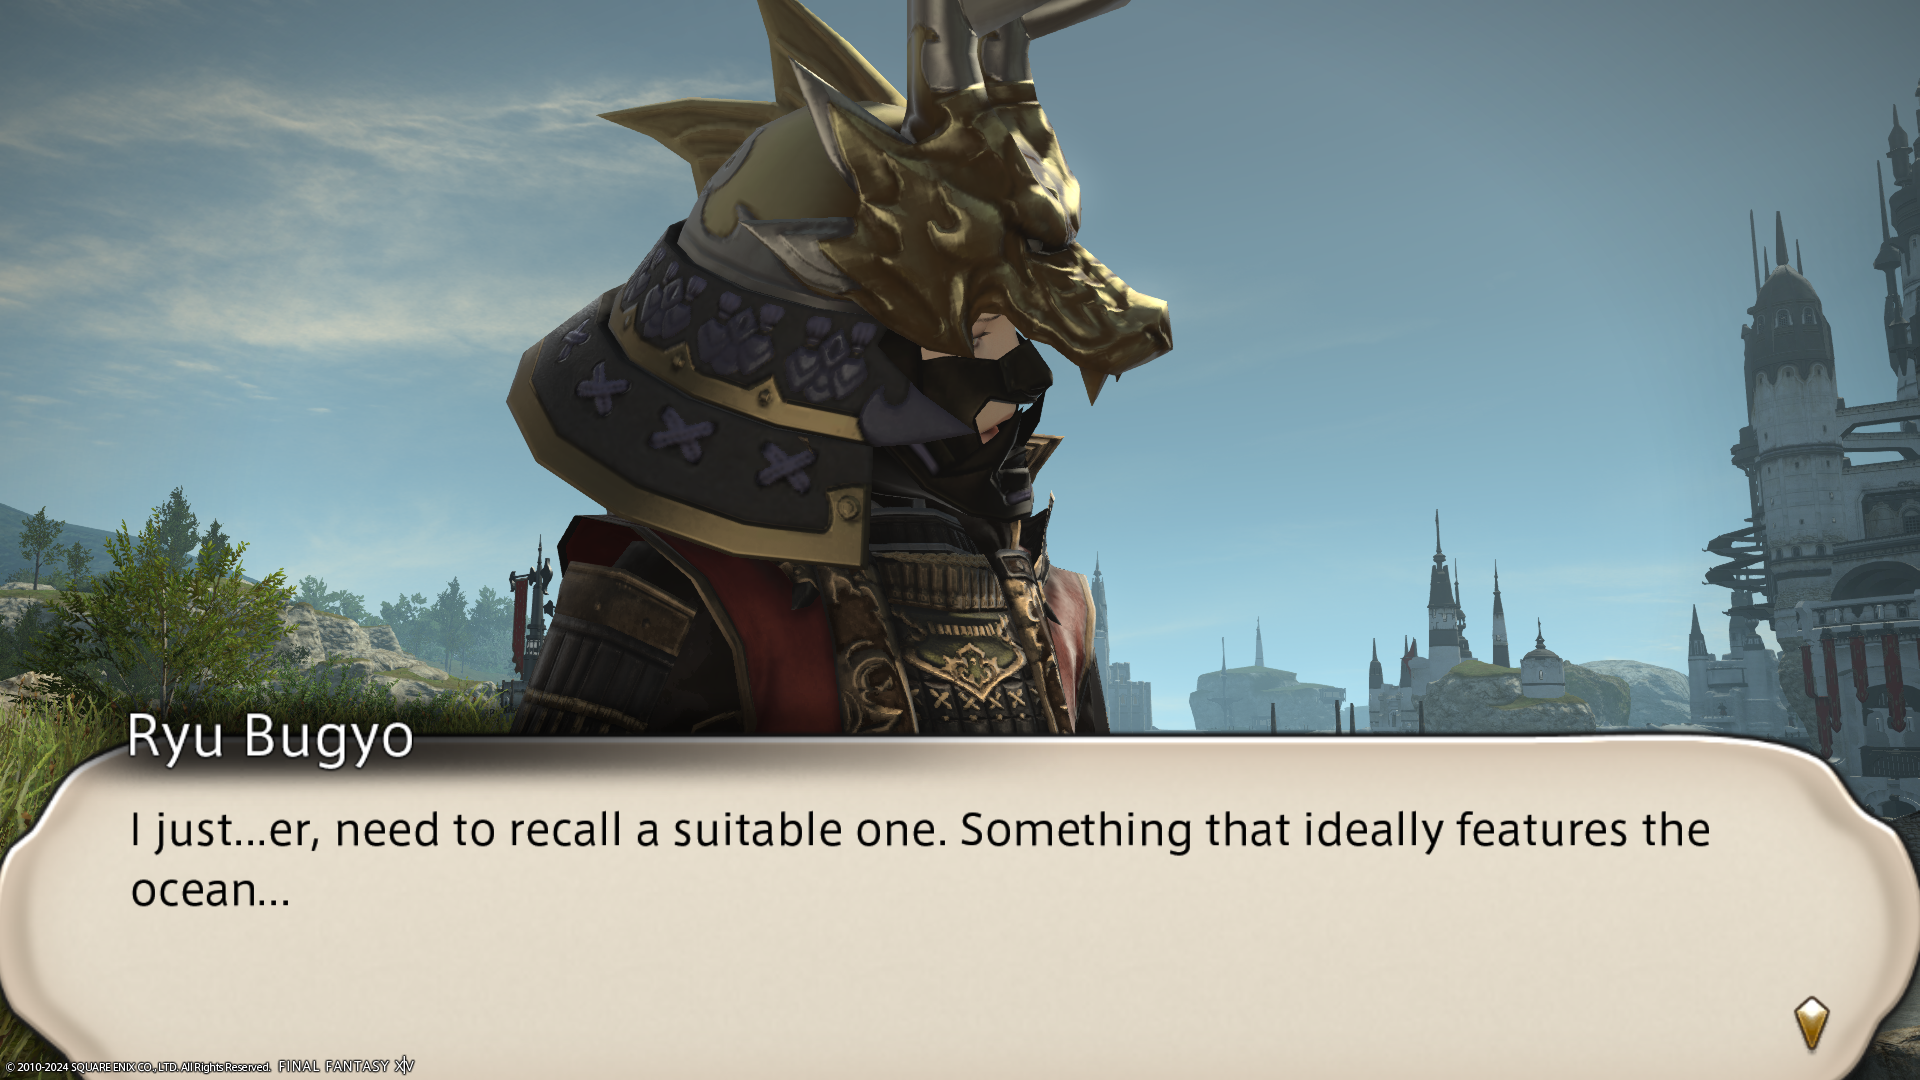 Ryu Bugyo
I just...er, need to recall a suitable one. Something that ideally features the
ocean...
© 2010-2024 SQUARE ENIX CO., LTD. All Rights Reserved. FINAL FANTASY XIV